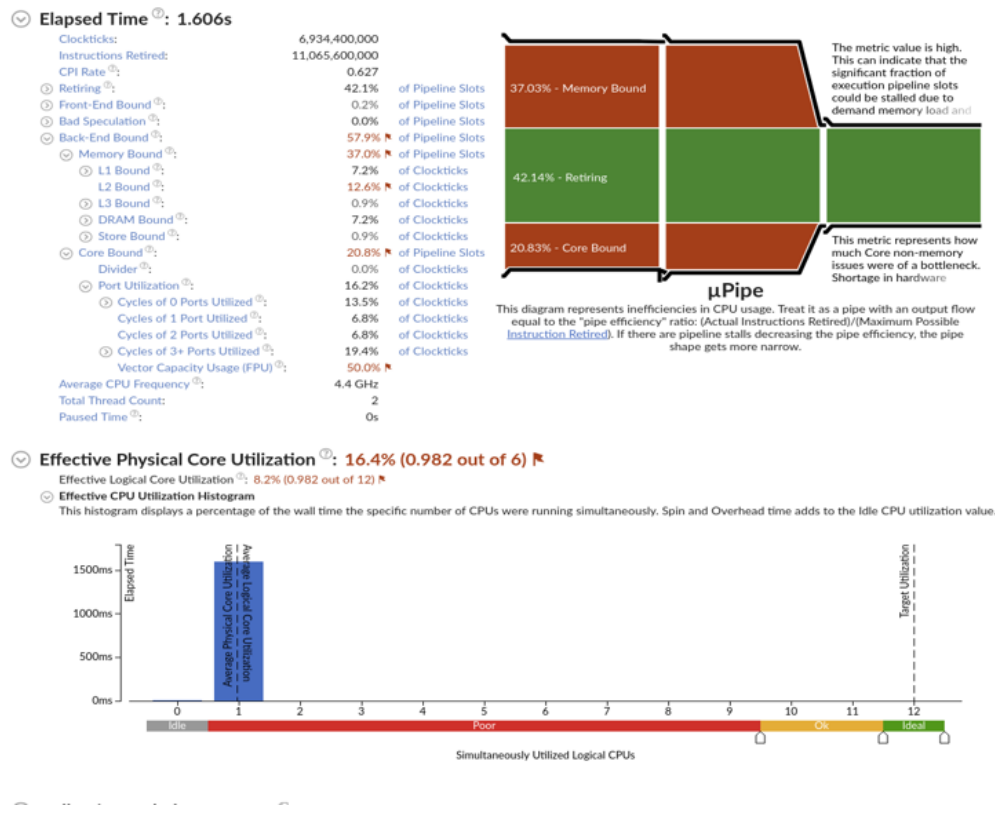 Elapsed Time ?: 1.606s
Clockticks: 6,934,400,000
Instructions Retired: 11,065,600,000
CPI Rate ?: 0.627
Retiring ?: 42.1% of Pipeline Slots
Front-End Bound ?: 0.2% of Pipeline Slots
Bad Speculation ?: 0.0% of Pipeline Slots
Back-End Bound ?: 57.9% of Pipeline Slots
Memory Bound ?: 37.0% of Pipeline Slots
L1 Bound ?: 7.2% of Clockticks
L2 Bound ?: 12.6% of Clockticks
L3 Bound ?: 0.9% of Clockticks
DRAM Bound ?: 7.2% of Clockticks
Store Bound ?: 0.9% of Clockticks
Core Bound ?: 20.8% of Pipeline Slots
Divider ?: 0.0% of Clockticks
Port Utilization ?: 16.2% of Clockticks
Cycles of 0 Ports Utilized ?: 13.5% of Clockticks
Cycles of 1 Port Utilized ?: 6.8% of Clockticks
Cycles of 2 Ports Utilized ?: 6.8% of Clockticks
Cycles of 3+ Ports Utilized ?: 19.4% of Clockticks
Vector Capacity Usage (FPU) ?: 50.0%
Average CPU Frequency ?: 4.4 GHz
Total Thread Count: 2
Paused Time ?: 0s
37.03% - Memory Bound
42.14% - Retiring
20.83% - Core Bound
The metric value is high.
This can indicate that the
significant fraction of
execution pipeline slots
could be stalled due to
demand memory load and
This metric represents how
much Core non-memory
issues were of a bottleneck.
Shortage in hardware
μPipe
This diagram represents inefficiencies in CPU usage. Treat it as a pipe with an output flow
equal to the "pipe efficiency" ratio: (Actual Instructions Retired)/(Maximum Possible
Instruction Retired). If there are pipeline stalls decreasing the pipe efficiency, the pipe
shape gets more narrow.
Effective Physical Core Utilization ?: 16.4% (0.982 out of 6)
Effective Logical Core Utilization ?: 8.2% (0.982 out of 12)
Effective CPU Utilization Histogram
This histogram displays a percentage of the wall time the specific number of CPUs were running simultaneously. Spin and Overhead time adds to the Idle CPU utilization value.
Elapsed Time
1500ms
1000ms
500ms
0ms
Average Physical Core Utilization
Average Logical Core Utilization
Target Utilization
0 1 2 3 4 5 6 7 8 9 10 11 12
Idle Poor Ok Ideal
Simultaneously Utilized Logical CPUs